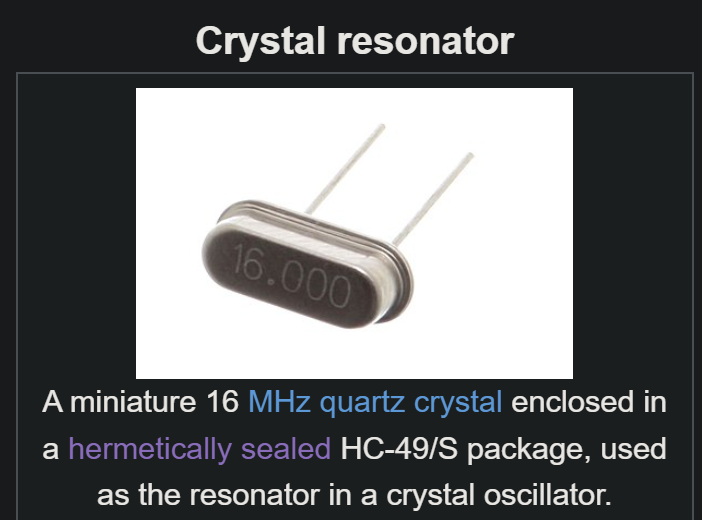 Crystal resonator
16.000
A miniature 16 MHz quartz crystal enclosed in
a hermetically sealed HC-49/S package, used
as the resonator in a crystal oscillator.